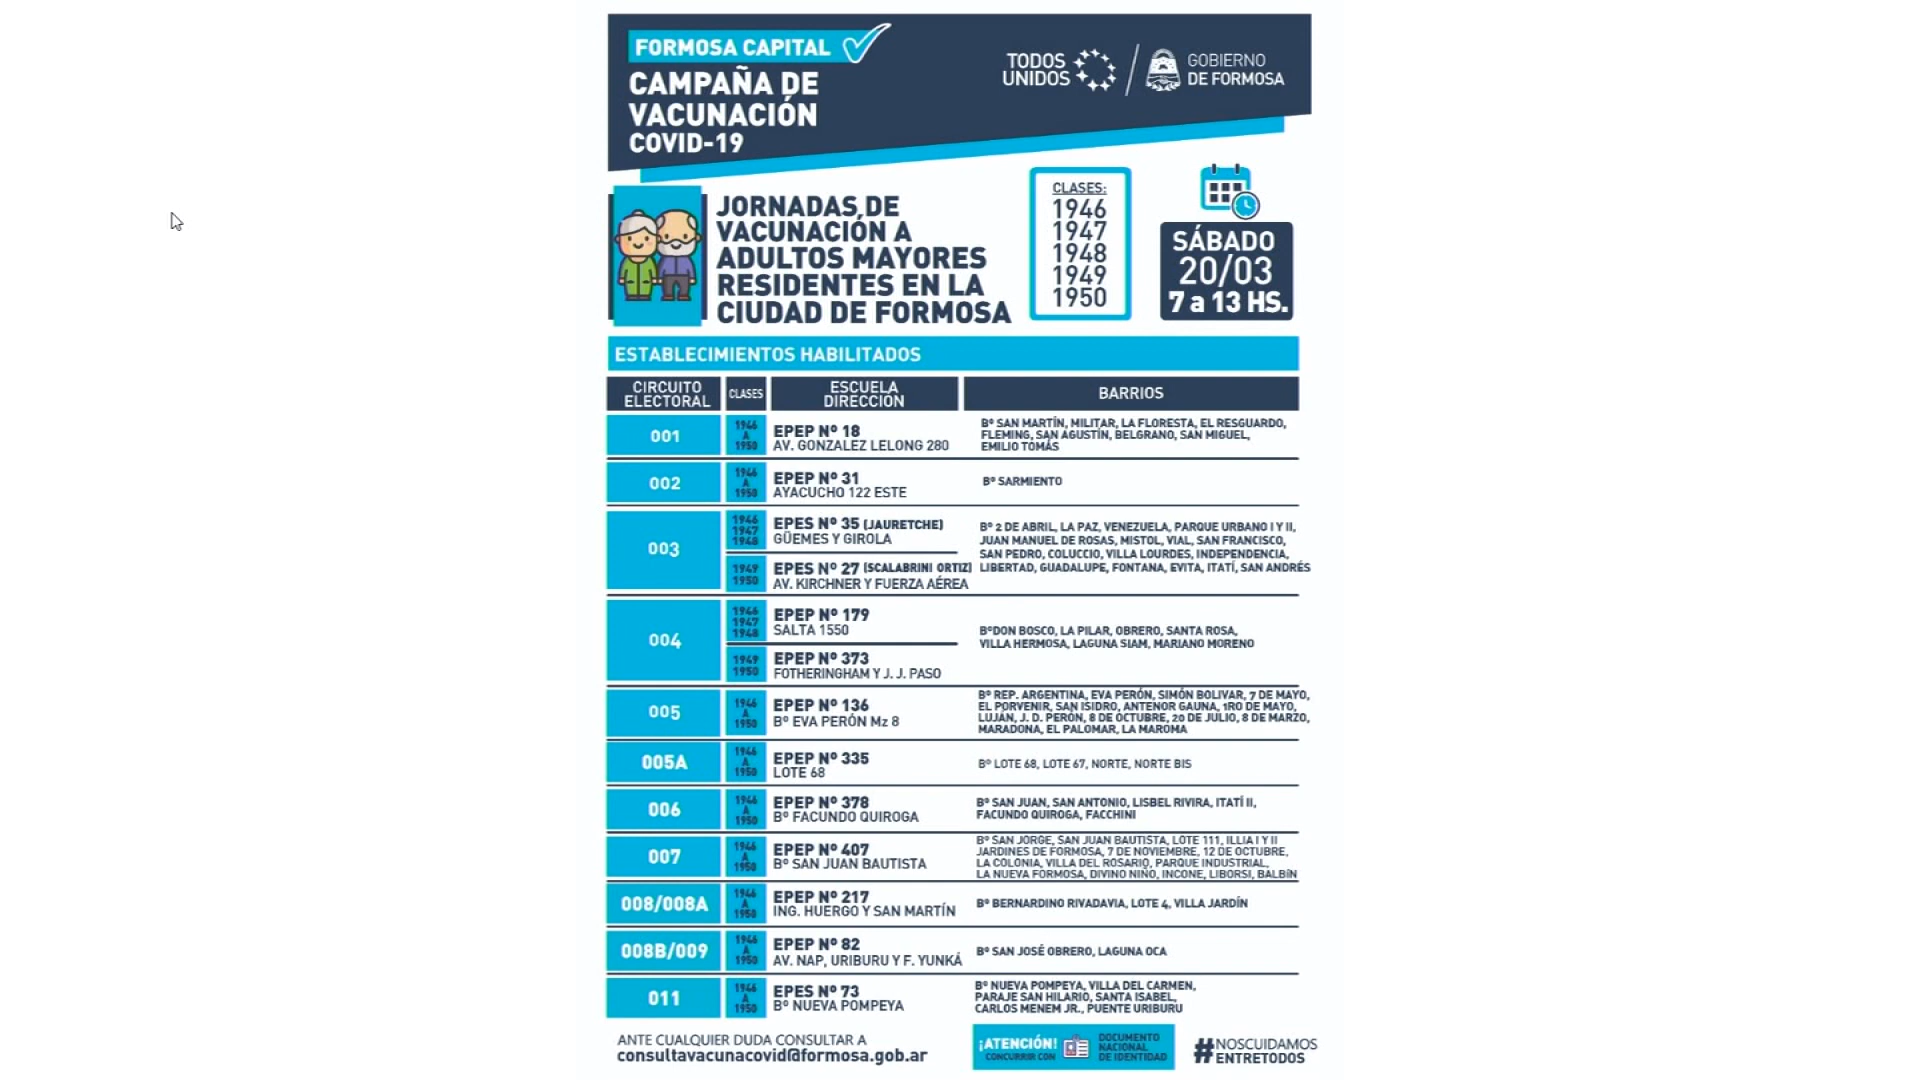 FORMOSA CAPITAL
CAMPAÑA DE
VACUNACIÓN
COVID-19
TODOS
UNIDOS
GOBIERNO
DE FORMOSA
JORNADAS DE
VACUNACIÓN A
ADULTOS MAYORES
RESIDENTES EN LA
CIUDAD DE FORMOSA
CLASES:
1946
1947
1948
1949
1950
SÁBADO
20/03
7 a 13 HS.
ESTABLECIMIENTOS HABILITADOS
CIRCUITO
ELECTORAL
CLASES
ESCUELA
DIRECCIÓN
BARRIOS
001
1946
A
1950
EPEP Nº 18
AV. GONZALEZ LELONG 280
Bº SAN MARTÍN, MILITAR, LA FLORESTA, EL RESGUARDO,
FLEMING, SAN AGUSTÍN, BELGRANO, SAN MIGUEL,
EMILIO TOMÁS
002
1946
A
1950
EPEP Nº 31
AYACUCHO 122 ESTE
Bº SARMIENTO
003
1946
1947
1948
EPES Nº 35 (JAURETCHE)
GÜEMES Y GIROLA
1949
1950
EPES Nº 27 (SCALABRINI ORTIZ)
AV. KIRCHNER Y FUERZA AÉREA
Bº 2 DE ABRIL, LA PAZ, VENEZUELA, PARQUE URBANO I Y II,
JUAN MANUEL DE ROSAS, MISTOL, VIAL, SAN FRANCISCO,
SAN PEDRO, COLUCCIO, VILLA LOURDES, INDEPENDENCIA,
LIBERTAD, GUADALUPE, FONTANA, EVITA, ITATÍ, SAN ANDRÉS
004
1946
1947
1948
EPEP Nº 179
SALTA 1550
1949
1950
EPEP Nº 373
FOTHERINGHAM Y J. J. PASO
BºDON BOSCO, LA PILAR, OBRERO, SANTA ROSA,
VILLA HERMOSA, LAGUNA SIAM, MARIANO MORENO
005
1946
A
1950
EPEP Nº 136
Bº EVA PERÓN Mz 8
Bº REP. ARGENTINA, EVA PERÓN, SIMÓN BOLIVAR, 7 DE MAYO,
EL PORVENIR, SAN ISIDRO, ANTENOR GAUNA, 1RO DE MAYO,
LUJÁN, J. D. PERÓN, 8 DE OCTUBRE, 20 DE JULIO, 8 DE MARZO,
MARADONA, EL PALOMAR, LA MAROMA
005A
1946
A
1950
EPEP Nº 335
LOTE 68
Bº LOTE 68, LOTE 67, NORTE, NORTE BIS
006
1946
A
1950
EPEP Nº 378
Bº FACUNDO QUIROGA
Bº SAN JUAN, SAN ANTONIO, LISBEL RIVIRA, ITATÍ II,
FACUNDO QUIROGA, FACCHINI
007
1946
A
1950
EPEP Nº 407
Bº SAN JUAN BAUTISTA
Bº SAN JORGE, SAN JUAN BAUTISTA, LOTE 111, ILLIA I Y II
JARDINES DE FORMOSA, 7 DE NOVIEMBRE, 12 DE OCTUBRE,
LA COLONIA, VILLA DEL ROSARIO, PARQUE INDUSTRIAL,
LA NUEVA FORMOSA, DIVINO NIÑO, INCONE, LIBORSI, BALBÍN
008/008A
1946
A
1950
EPEP Nº 217
ING. HUERGO Y SAN MARTÍN
Bº BERNARDINO RIVADAVIA, LOTE 4, VILLA JARDÍN
008B/009
1946
A
1950
EPEP Nº 82
AV. NAP, URIBURU Y F. YUNKÁ
Bº SAN JOSÉ OBRERO, LAGUNA OCA
011
1946
A
1950
EPES Nº 73
Bº NUEVA POMPEYA
Bº NUEVA POMPEYA, VILLA DEL CARMEN,
PARAJE SAN HILARIO, SANTA ISABEL,
CARLOS MENEM JR., PUENTE URIBURU
ANTE CUALQUIER DUDA CONSULTAR A
consultavacunacovid@formosa.gob.ar
¡ATENCIÓN!
CONCURRIR CON
DOCUMENTO
NACIONAL
DE IDENTIDAD
#NOSCUIDAMOS
ENTRETODOS